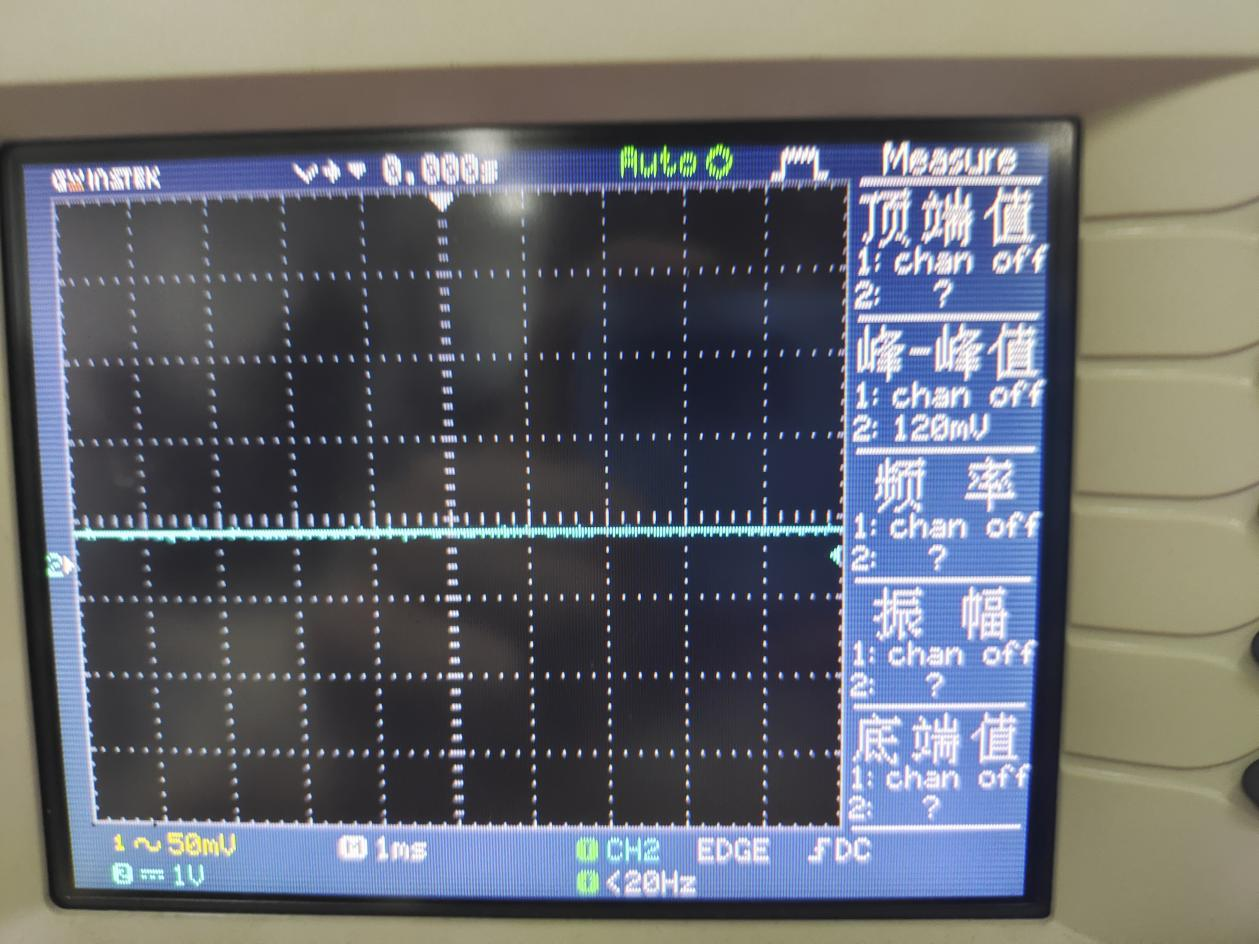 GWINSTEK 0.000s Auto Measure
顶端值
1: chan off
2: ?
峰-峰值
1: chan off
2: 120mV
频率
1: chan off
2: ?
振幅
1: chan off
2: ?
底端值
1: chan off
2: ?
2
1 ~ 50mV M 1ms T CH2 EDGE DC
2 1V T <20Hz